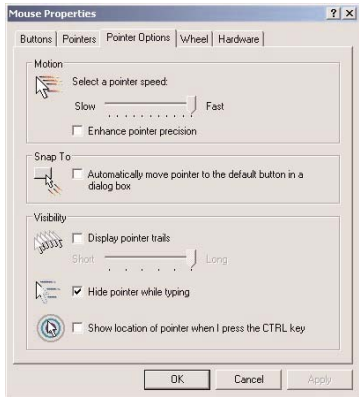 Mouse Properties
Buttons Pointers Pointer Options Wheel Hardware
Motion
Select a pointer speed:
Slow Fast
Enhance pointer precision
Snap To
Automatically move pointer to the default button in a
dialog box
Visibility
Display pointer trails
Short Long
Hide pointer while typing
Show location of pointer when I press the CTRL key
OK Cancel Apply